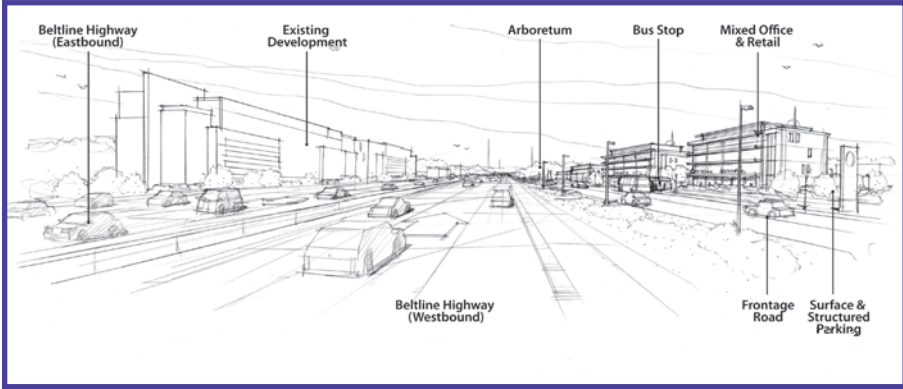 Beltline Highway
(Eastbound)
Existing
Development
Arboretum
Bus Stop
Mixed Office
& Retail
Beltline Highway
(Westbound)
Frontage
Road
Surface &
Structured
Parking